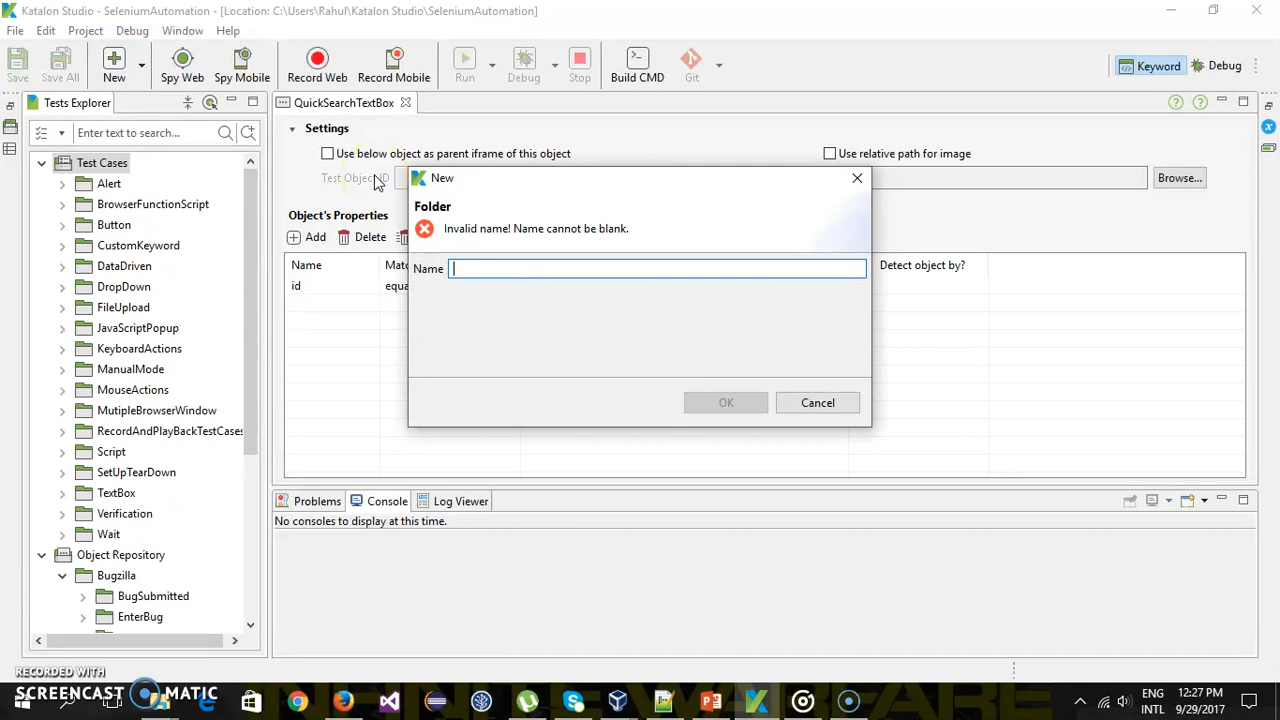 Katalon Studio - SeleniumAutomation - [Location: C:\Users\Rahul\Katalon Studio\SeleniumAutomation]
File Edit Project Debug Window Help
Save Save All New Spy Web Spy Mobile Record Web Record Mobile Run Debug Stop Build CMD Git Keyword Debug
Tests Explorer
QuickSearchTextBox
Enter text to search...
Settings
Use below object as parent iframe of this object
Use relative path for image
Test Object ID
Browse...
New
Folder
Invalid name! Name cannot be blank.
Name
OK Cancel
Object's Properties
Add Delete
Name Matc Detect object by?
id equa
Test Cases
Alert
BrowserFunctionScript
Button
CustomKeyword
DataDriven
DropDown
FileUpload
JavaScriptPopup
KeyboardActions
ManualMode
MouseActions
MutipleBrowserWindow
RecordAndPlayBackTestCases
Script
SetUpTearDown
TextBox
Verification
Wait
Object Repository
Bugzilla
BugSubmitted
EnterBug
Problems Console Log Viewer
No consoles to display at this time.
RECORDED WITH
SCREENCAST MATIC
ENG
INTL
12:27 PM
9/29/2017